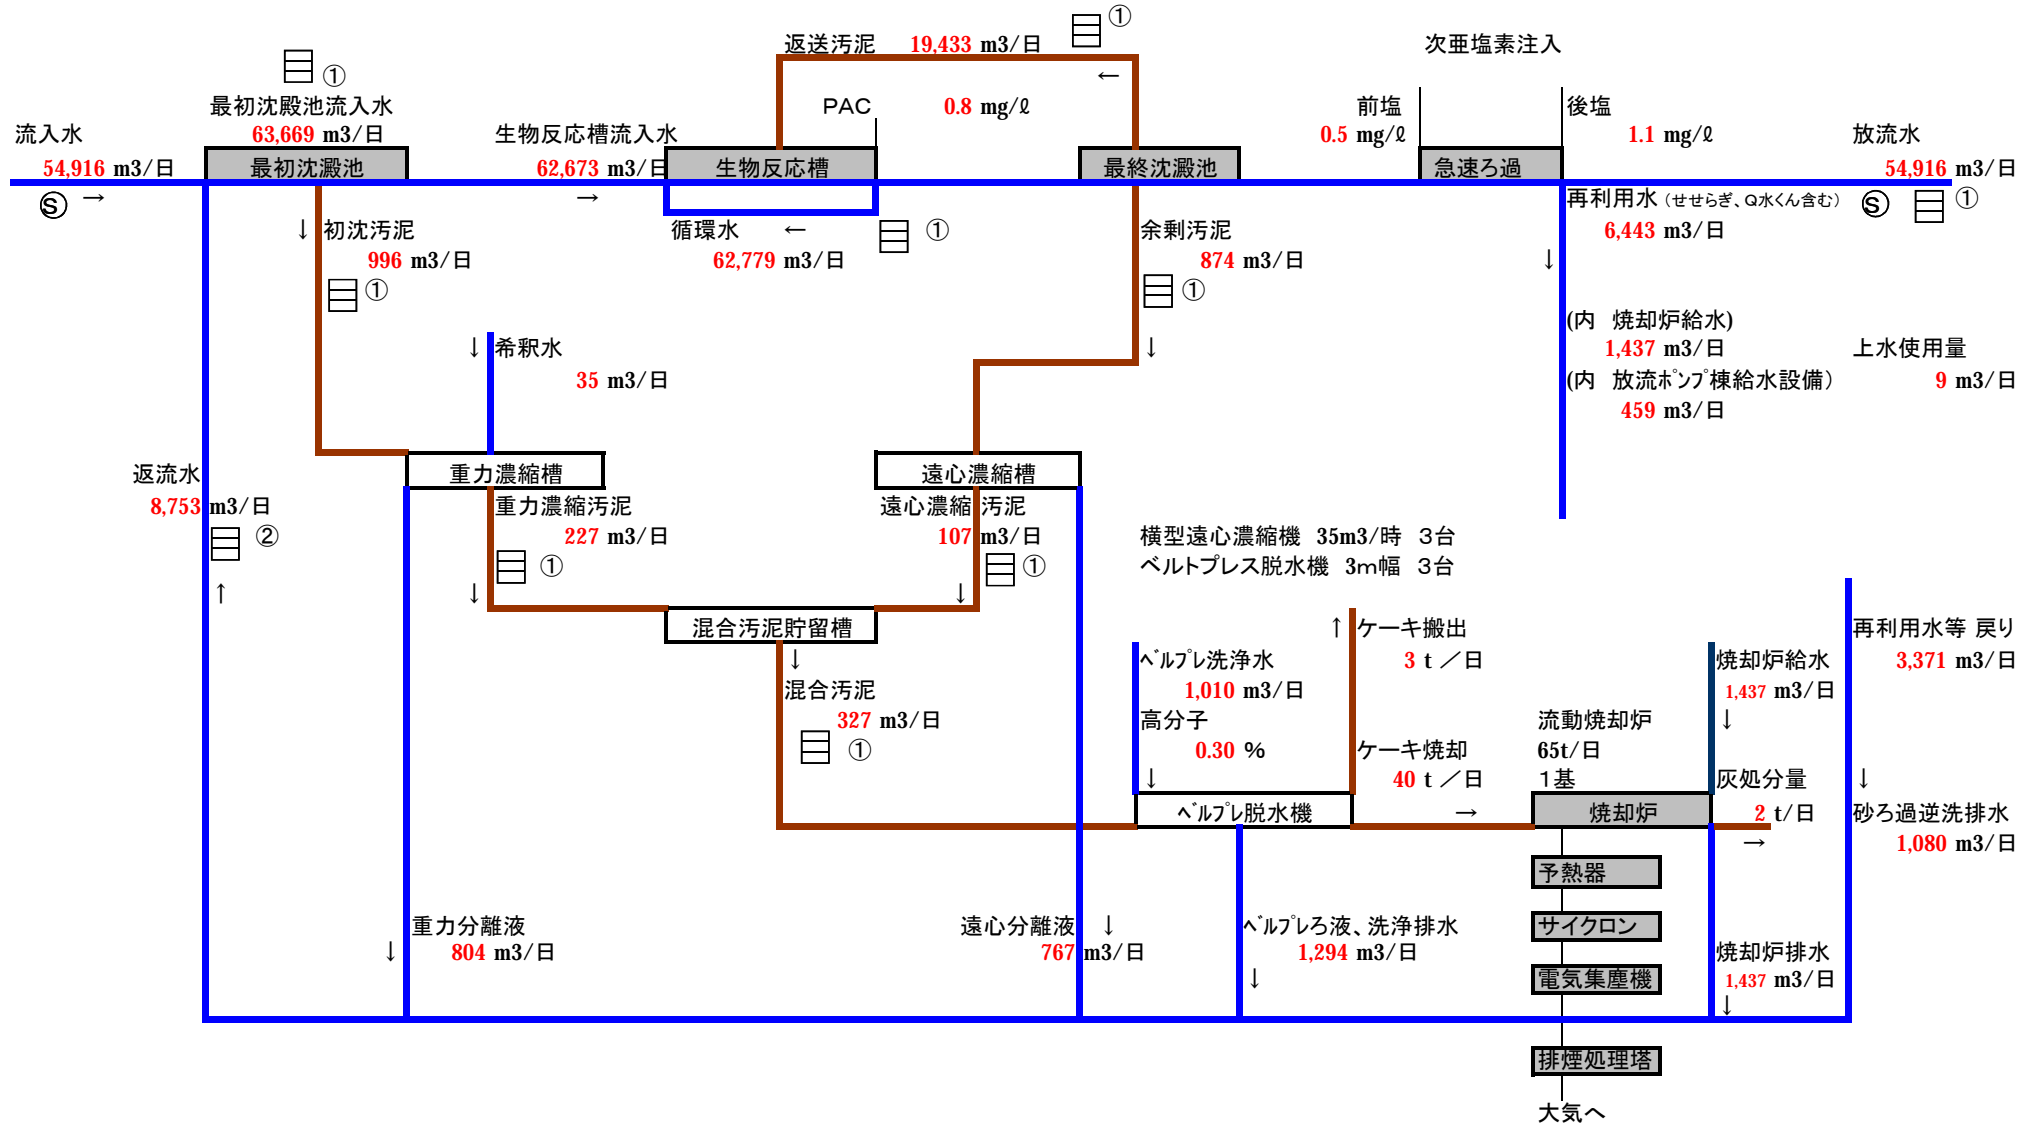 返送汚泥 19,433 m3/日 ①
次亜塩素注入
①
最初沈殿池流入水
63,669 m3/日
PAC 0.8 mg/ℓ
前塩
0.5 mg/ℓ
後塩
1.1 mg/ℓ
流入水
54,916 m3/日
生物反応槽流入水
62,673 m3/日
放流水
54,916 m3/日
最初沈澱池
生物反応槽
最終沈澱池
急速ろ過
Ⓢ →
→
←
Ⓢ ①
↓ 初沈汚泥
996 m3/日
①
循環水 ←
62,779 m3/日
①
余剰汚泥
874 m3/日
①
再利用水（せせらぎ、Q水くん含む）
6,443 m3/日
↓
(内 焼却炉給水)
1,437 m3/日
(内 放流ﾎﾟﾝﾌﾟ棟給水設備）
459 m3/日
上水使用量
9 m3/日
↓ 希釈水
35 m3/日
↓
返流水
8,753 m3/日
②
↑
重力濃縮槽
遠心濃縮槽
重力濃縮汚泥
227 m3/日
①
↓
遠心濃縮 汚泥
107 m3/日
①
↓
横型遠心濃縮機 35m3/時 3台
ベルトプレス脱水機 3m幅 3台
混合汚泥貯留槽
↓
混合汚泥
327 m3/日
①
ﾍﾞﾙﾌﾟﾚ洗浄水
1,010 m3/日
高分子
0.30 %
↓
↑ ケーキ搬出
3 t ／日
ケーキ焼却
40 t ／日
→
流動焼却炉
65t/日
1基
焼却炉給水
1,437 m3/日
↓
灰処分量
2 t/日
→
再利用水等 戻り
3,371 m3/日
↓
砂ろ過逆洗排水
1,080 m3/日
ﾍﾞﾙﾌﾟﾚ脱水機
焼却炉
予熱器
サイクロン
電気集塵機
排煙処理塔
大気へ
重力分離液
↓ 804 m3/日
遠心分離液 ↓
767 m3/日
ﾍﾞﾙﾌﾟﾚろ液、洗浄排水
1,294 m3/日
↓
焼却炉排水
1,437 m3/日
↓